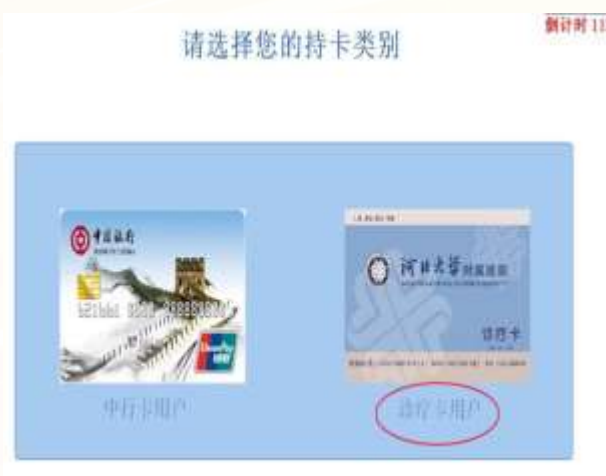 请选择您的持卡类别
倒计时 11
中国银行
河北大学附属医院
诊疗卡
中行卡用户
诊疗卡用户